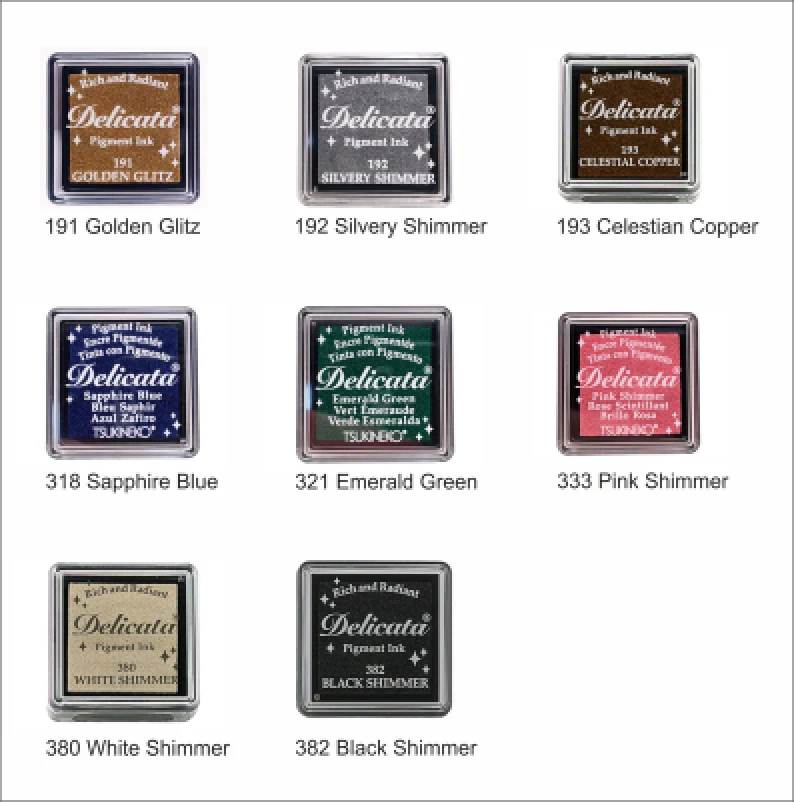 Rich and Radiant
Delicata®
Pigment Ink
191
GOLDEN GLITZ
191 Golden Glitz
Rich and Radiant
Delicata®
Pigment Ink
192
SILVERY SHIMMER
192 Silvery Shimmer
Rich and Radiant
Delicata®
Pigment Ink
193
CELESTIAL COPPER
193 Celestian Copper
Pigment Ink
Encre Pigmentée
Tinta con Pigmento
Delicata®
Sapphire Blue
Bleu Saphir
Azul Zafiro
TSUKINEKO®
318 Sapphire Blue
Pigment Ink
Encre Pigmentée
Tinta con Pigmento
Delicata®
Emerald Green
Vert Émeraude
Verde Esmeralda
TSUKINEKO®
321 Emerald Green
Pigment Ink
Encre Pigmentée
Tinta con Pigmento
Delicata®
Pink Shimmer
Rose Scintillant
Brillo Rosa
TSUKINEKO®
333 Pink Shimmer
Rich and Radiant
Delicata®
Pigment Ink
380
WHITE SHIMMER
380 White Shimmer
Rich and Radiant
Delicata®
Pigment Ink
382
BLACK SHIMMER
382 Black Shimmer